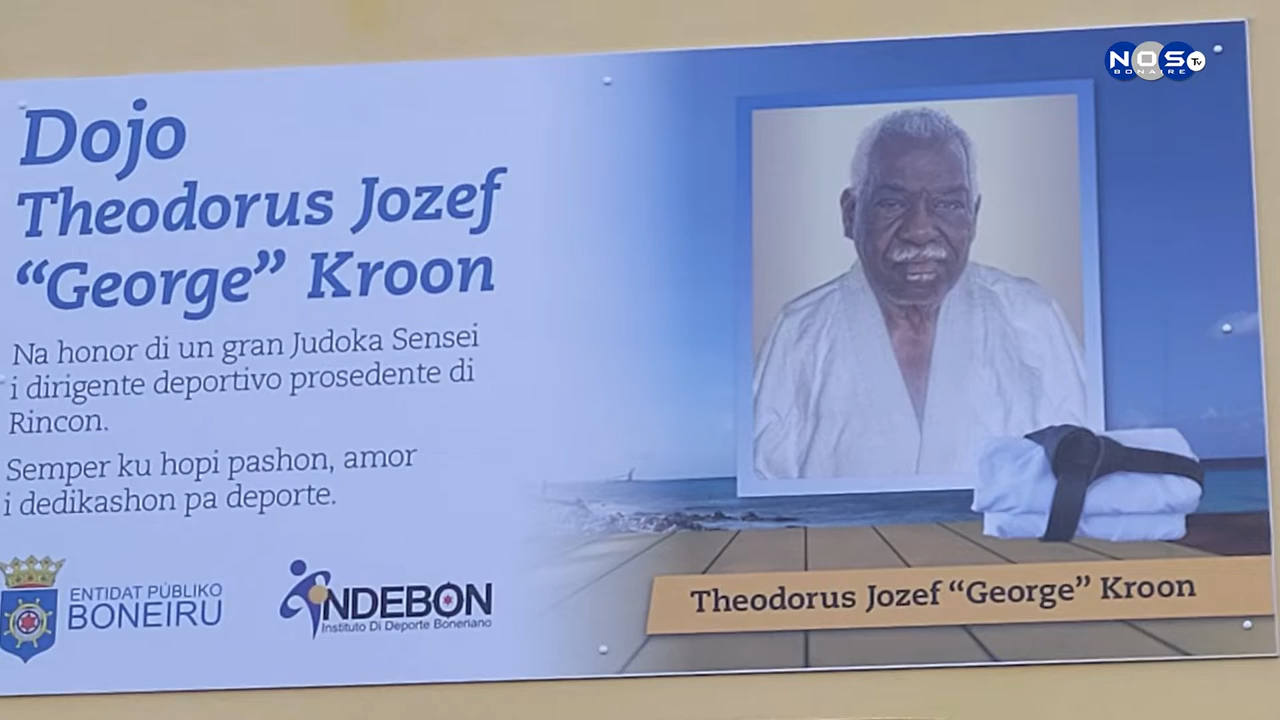 NOS TV
BONAIRE
Dojo
Theodorus Jozef
“George” Kroon
Na honor di un gran Judoka Sensei
i dirigente deportivo prosedente di
Rincon.
Semper ku hopi pashon, amor
i dedikashon pa deporte.
ENTIDAT PÚBLIKO
BONEIRU
INDEBON
Instituto Di Deporte Boneriano
Theodorus Jozef “George” Kroon